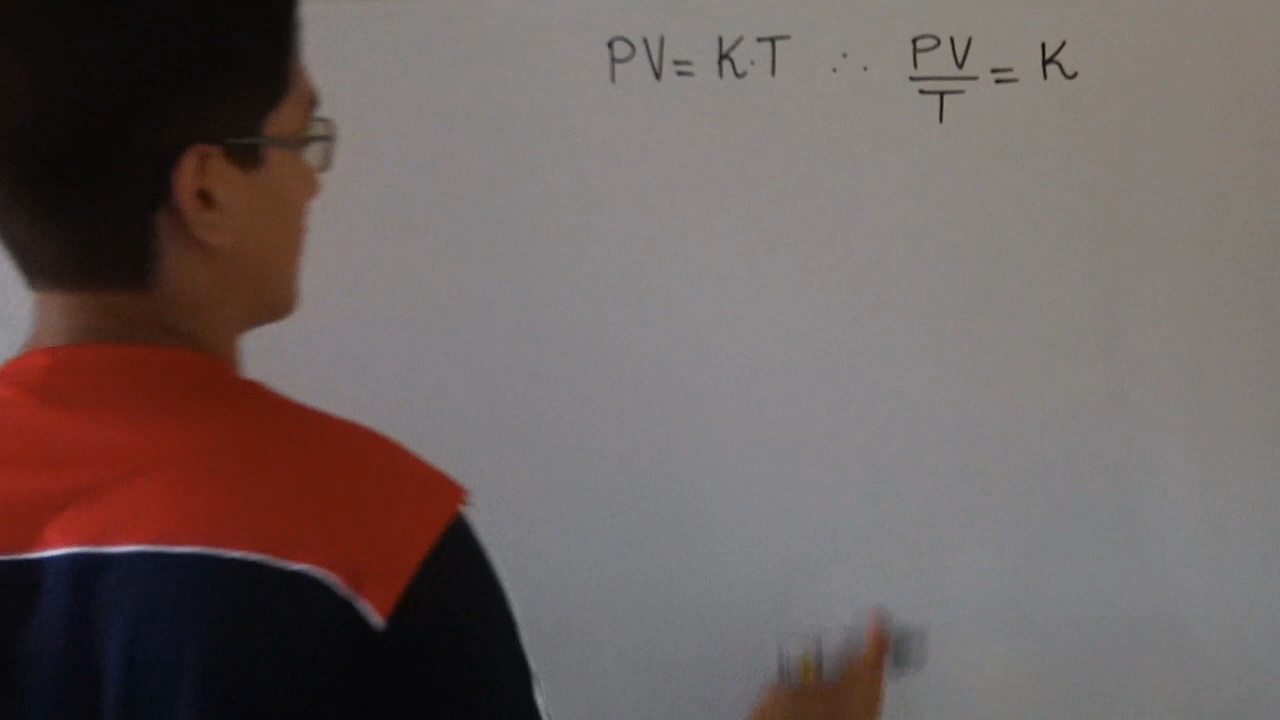 PV = K·T ∴ PV/T = K